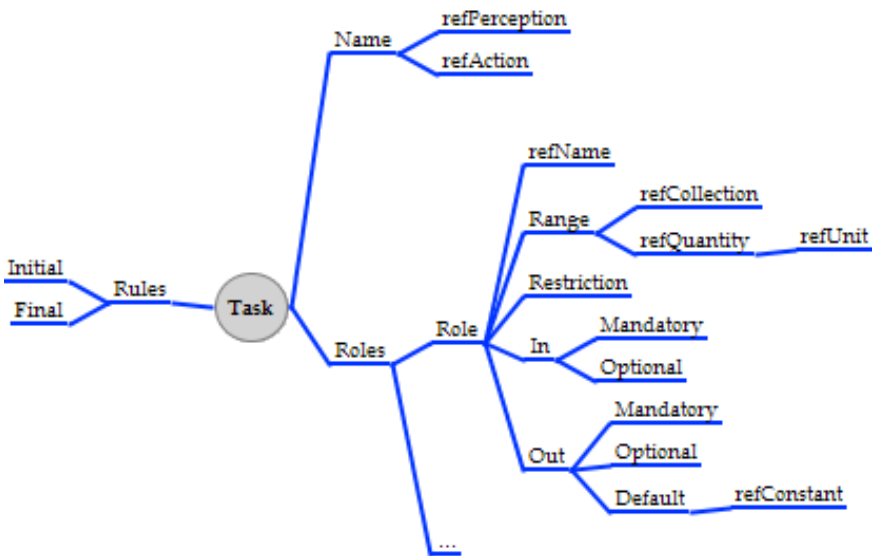 refPerception
Name
refAction
refName
refCollection
Range
refQuantity
refUnit
Initial
Rules
Final
Task
Restriction
Role
Roles
Mandatory
In
Optional
Mandatory
Out
Optional
Default
refConstant
...